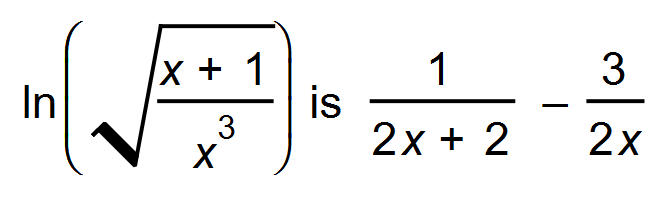 ln(√((x + 1)/x³)) is 1/(2x + 2) – 3/(2x)